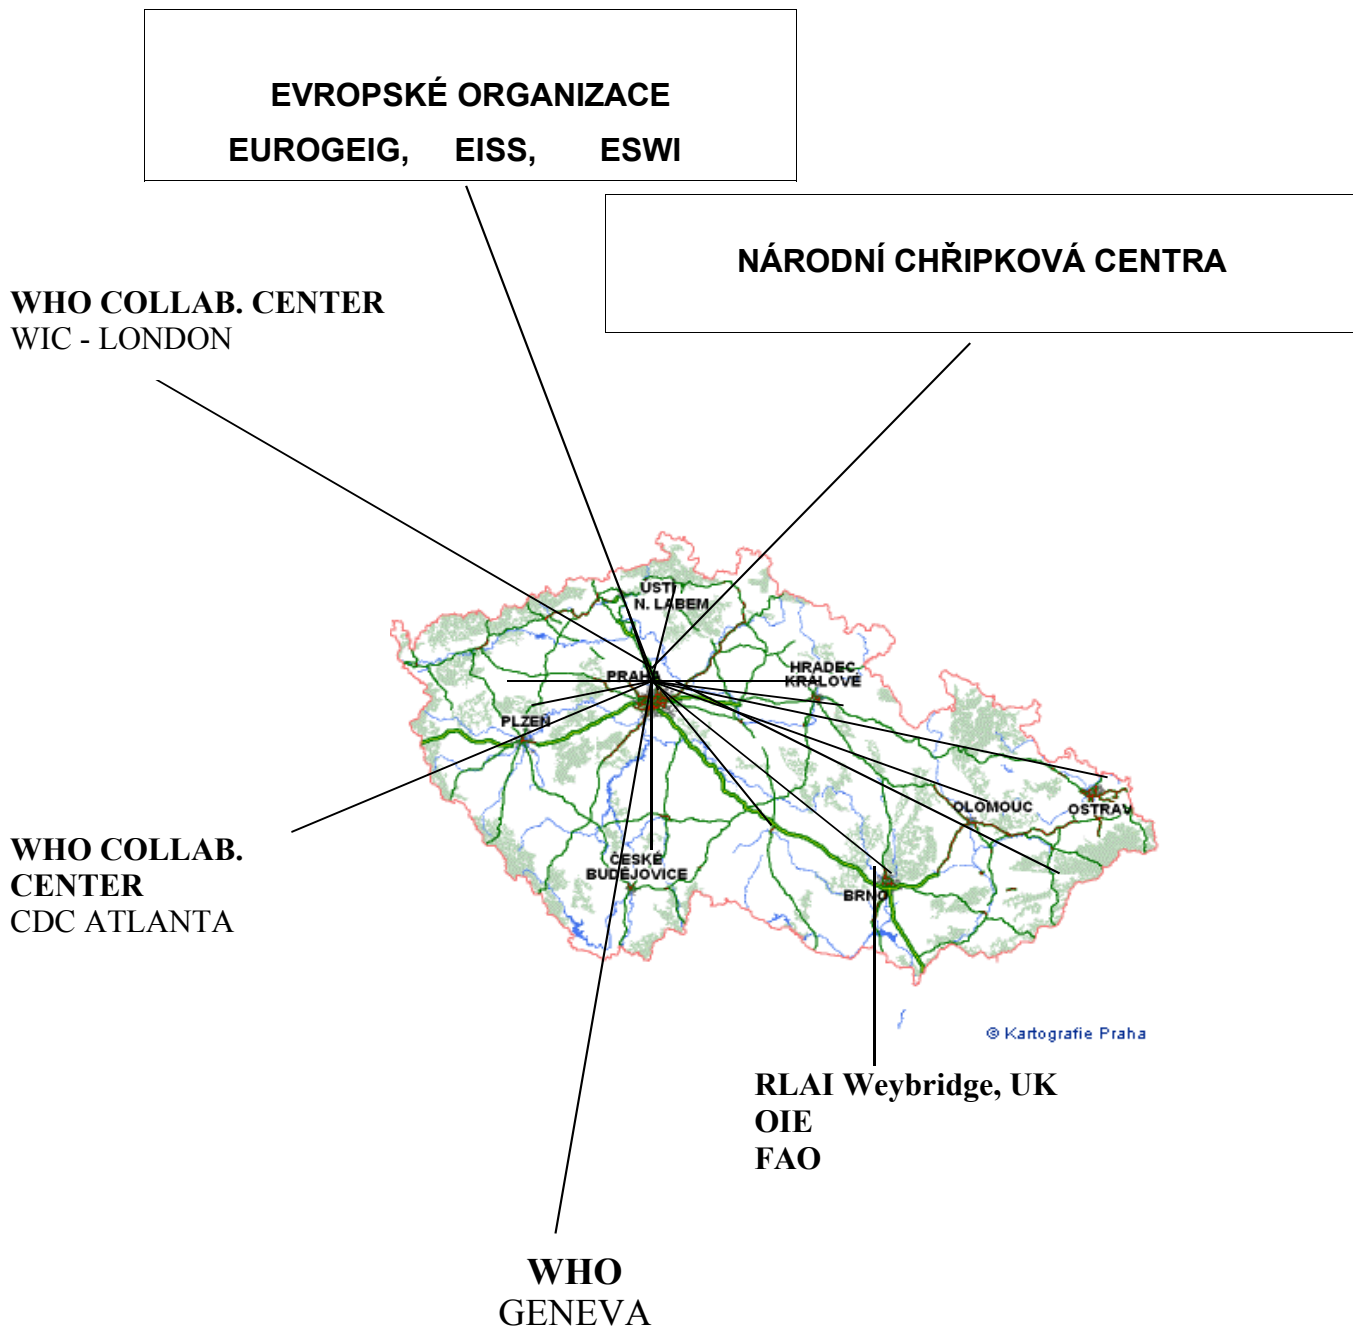 EVROPSKÉ ORGANIZACE
EUROGEIG, EISS, ESWI
NÁRODNÍ CHŘIPKOVÁ CENTRA
WHO COLLAB. CENTER
WIC - LONDON
ÚSTÍ
N. LABEM
PRAHA
HRADEC
KRÁLOVÉ
PLZEŇ
OLOMOUC
OSTRAV
WHO COLLAB.
CENTER
CDC ATLANTA
ČESKÉ
BUDĚJOVICE
BRNO
© Kartografie Praha
RLAI Weybridge, UK
OIE
FAO
WHO
GENEVA